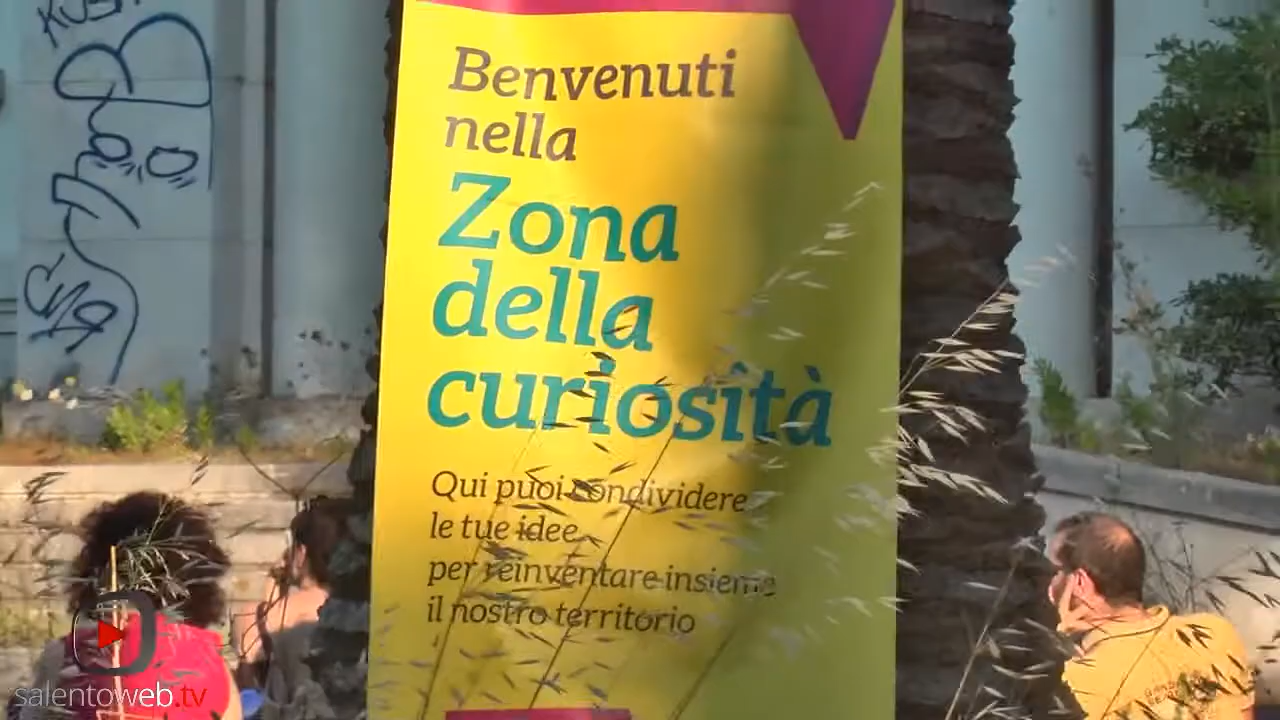 Benvenuti
nella
Zona
della
curiosità
Qui puoi condividere
le tue idee
per reinventare insieme
il nostro territorio
salentoweb.tv